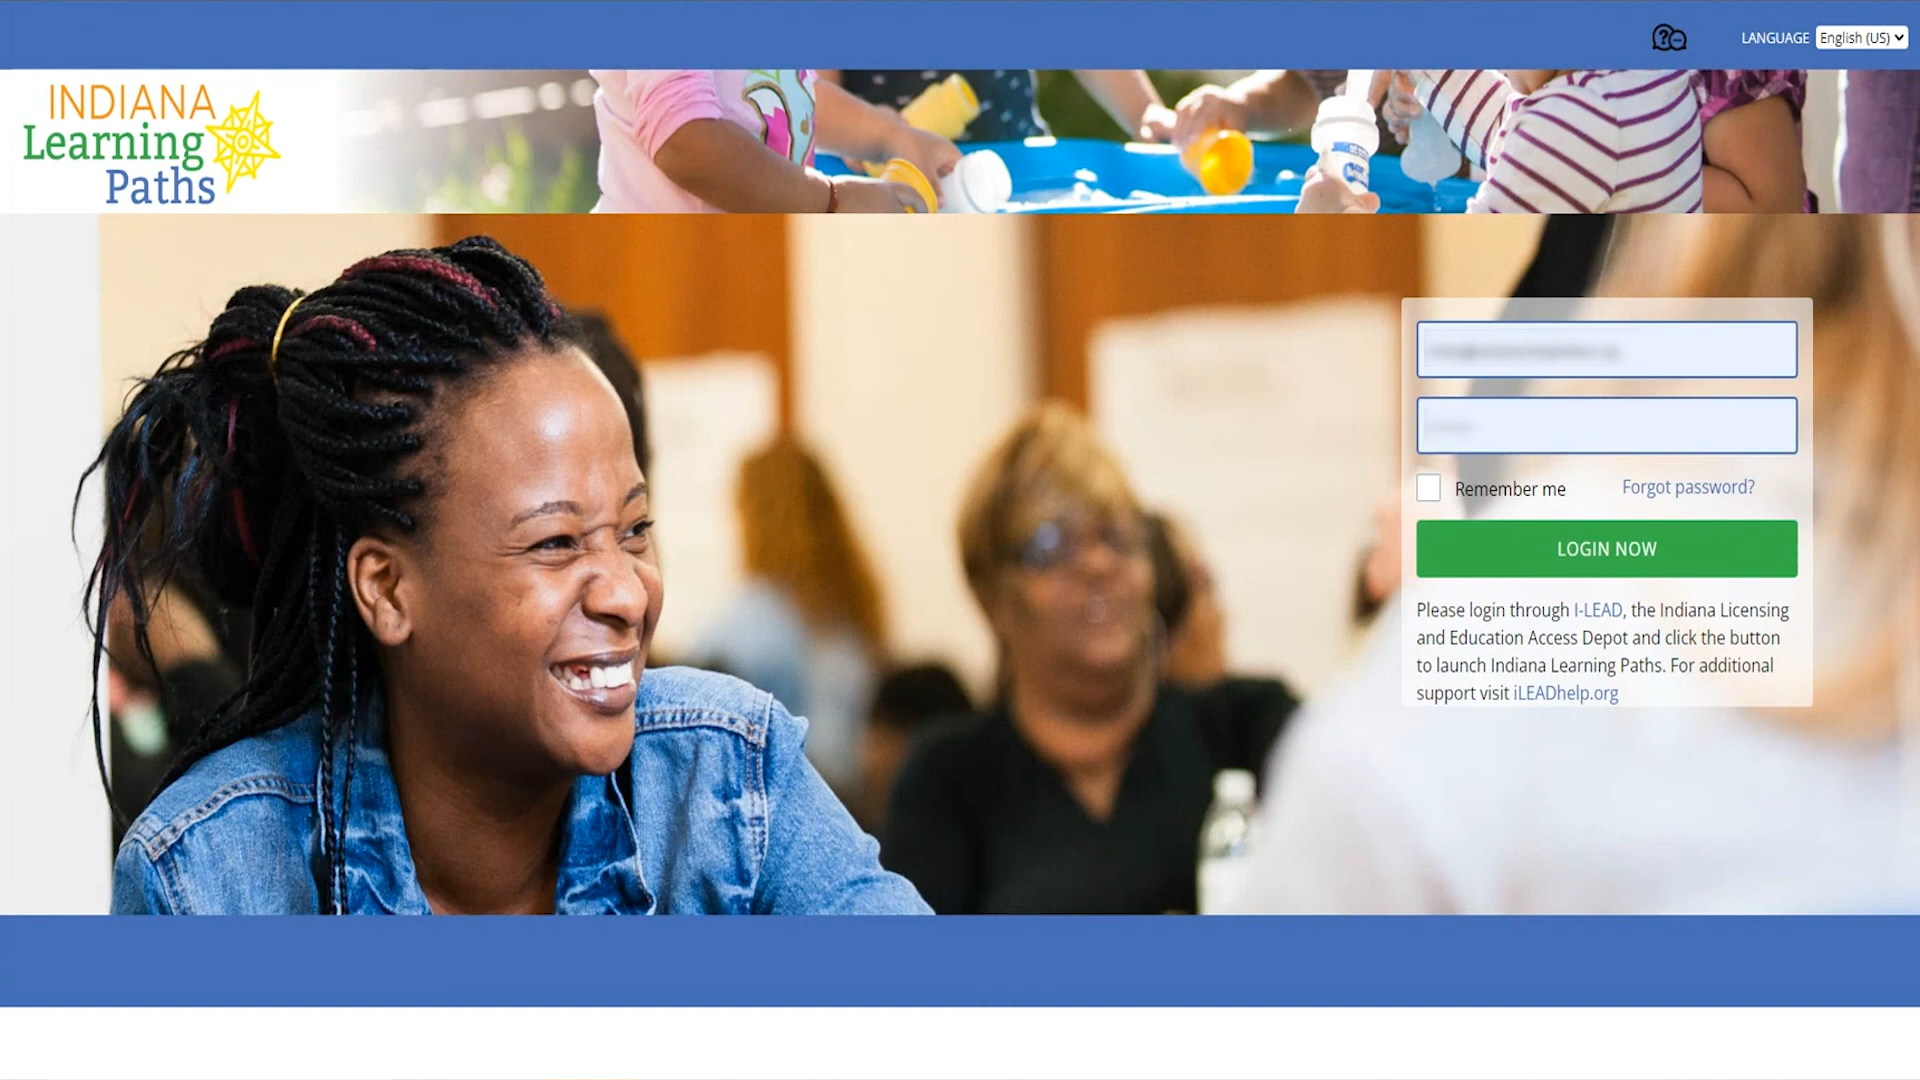 LANGUAGE English (US)
INDIANA
Learning
Paths
Remember me Forgot password?
LOGIN NOW
Please login through I-LEAD, the Indiana Licensing
and Education Access Depot and click the button
to launch Indiana Learning Paths. For additional
support visit iLEADhelp.org